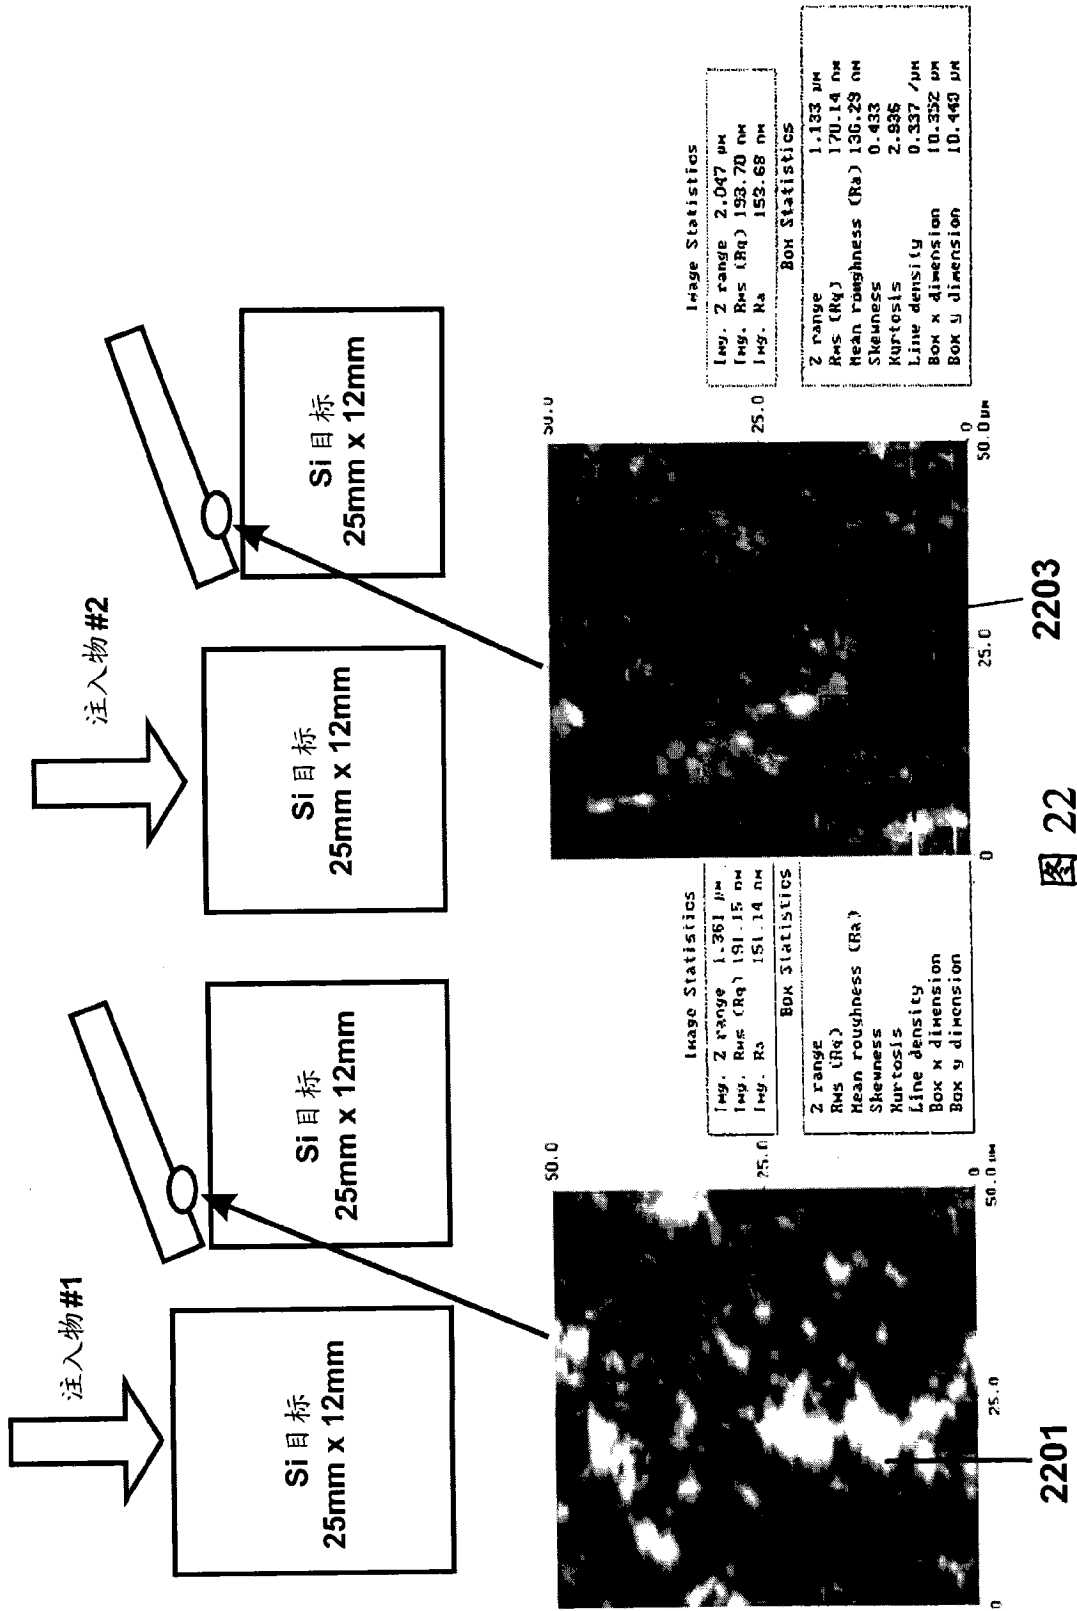 注入物#1
注入物#2
Si 目标
25mm x 12mm
Si 目标
25mm x 12mm
Si 目标
25mm x 12mm
Si 目标
25mm x 12mm
50.0
25.0
0
50.0 µM
25.0
0
2201
Image Statistics
Img. Z range 1.361 µM
Img. Rms (Rq) 191.15 nM
Img. Ra 151.14 nM
Box Statistics
Z range
Rms (Rq)
Mean roughness (Ra)
Skewness
Kurtosis
Line density
Box x dimension
Box y dimension
50.0
25.0
0
50.0 µM
25.0
0
2203
Image Statistics
Img. Z range 2.047 µM
Img. Rms (Rq) 193.70 nM
Img. Ra 153.68 nM
Box Statistics
Z range 1.133 µM
Rms (Rq) 170.14 nM
Mean roughness (Ra) 136.29 nM
Skewness 0.433
Kurtosis 2.936
Line density 0.337 /µM
Box x dimension 10.352 µM
Box y dimension 10.449 µM
图 22